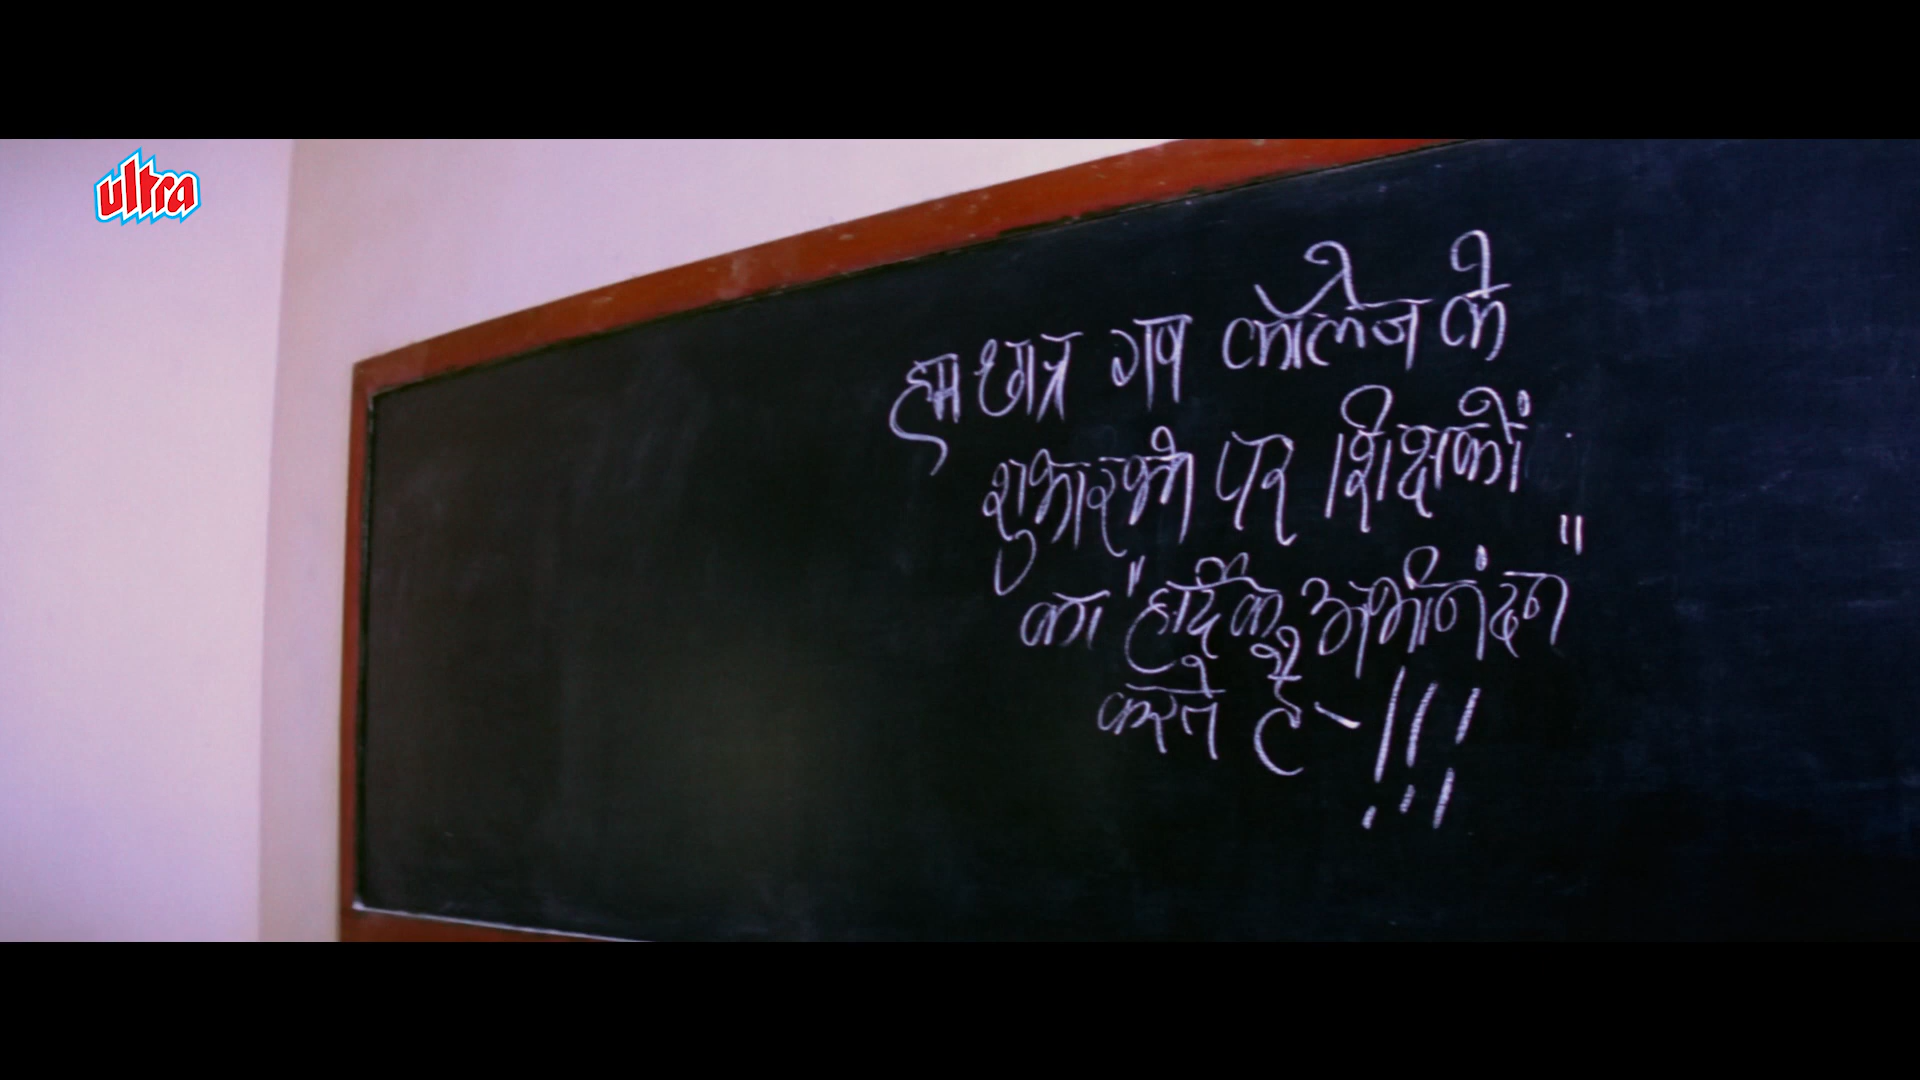 ultra
हम छात्र गण कॉलेज के
शुभारम्भ पर शिक्षकों
का "हार्दिक अभीनंदन"
करते है - !!!